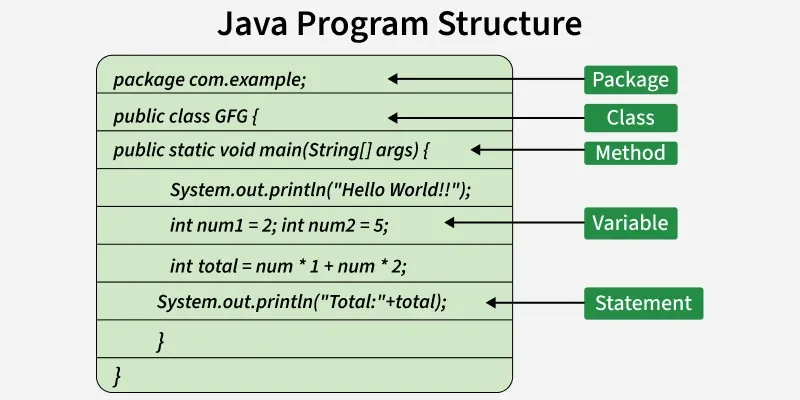 Java Program Structure
package com.example;
Package
public class GFG {
Class
public static void main(String[] args) {
Method
System.out.println("Hello World!!");
int num1 = 2; int num2 = 5;
Variable
int total = num * 1 + num * 2;
System.out.println("Total:"+total);
Statement
}
}